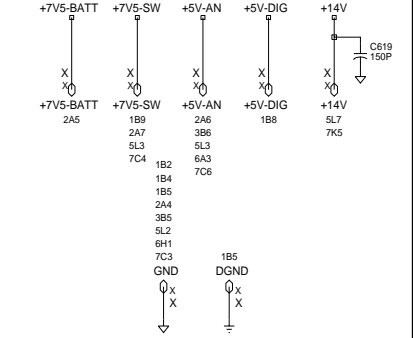 +7V5-BATT +7V5-SW +5V-AN +5V-DIG +14V
C619
150P
X X X X X
X X X X X
+7V5-BATT +7V5-SW +5V-AN +5V-DIG +14V
2A5 1B9 2A6 1B8 5L7
2A7 3B6 7K5
5L3 5L3
7C4 6A3
1B2 7C6
1B4
1B5
2A4
3B5
5L2
6H1
7C3 1B5
GND DGND
X X
X X